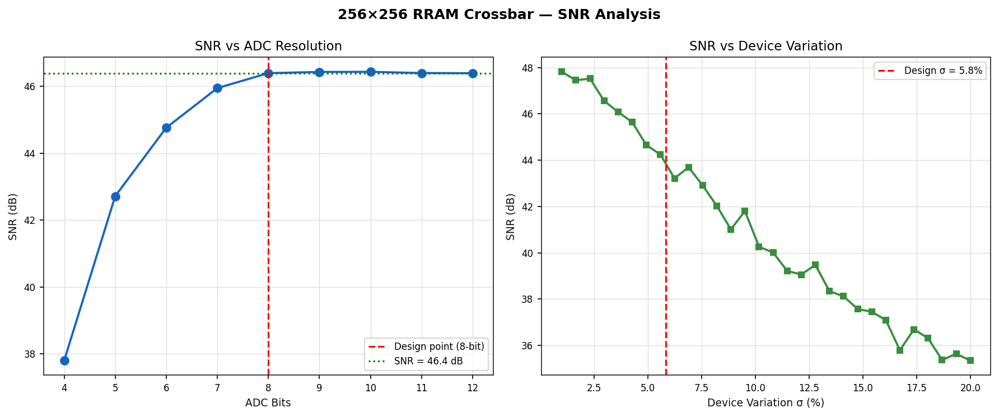 256×256 RRAM Crossbar — SNR Analysis
SNR vs ADC Resolution
SNR (dB)
46
44
42
40
38
Design point (8-bit)
SNR = 46.4 dB
4 5 6 7 8 9 10 11 12
ADC Bits
SNR vs Device Variation
SNR (dB)
48
46
44
42
40
38
36
Design σ = 5.8%
2.5 5.0 7.5 10.0 12.5 15.0 17.5 20.0
Device Variation σ (%)